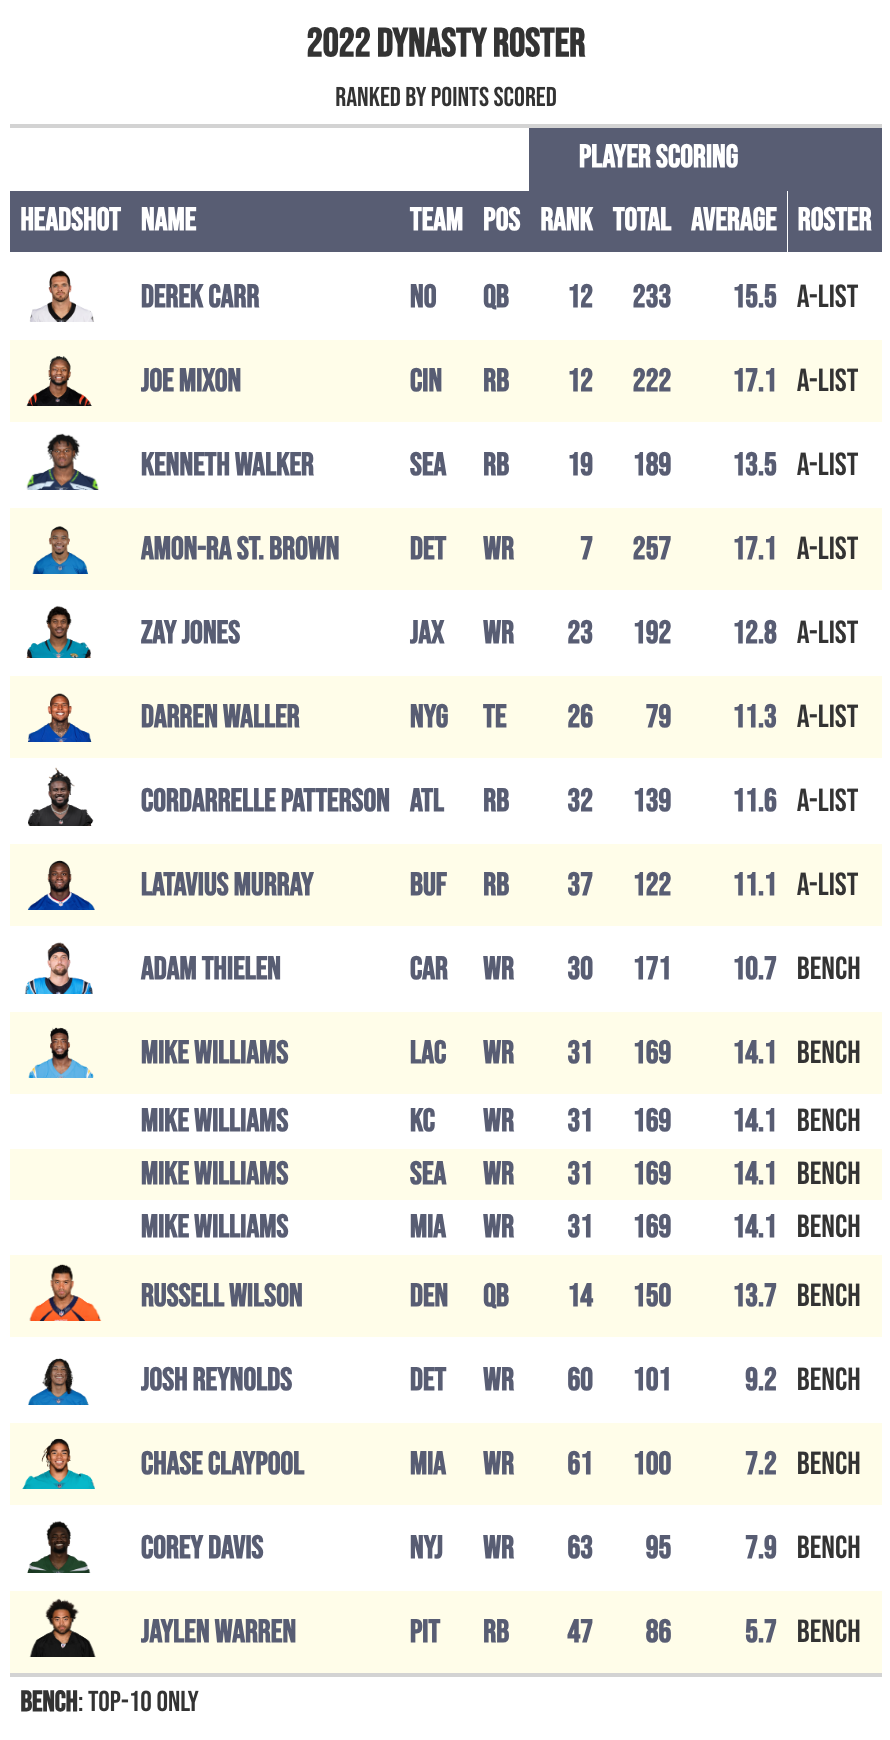 2022 DYNASTY ROSTER
RANKED BY POINTS SCORED
PLAYER SCORING
HEADSHOT NAME TEAM POS RANK TOTAL AVERAGE ROSTER
DEREK CARR NO QB 12 233 15.5 A-LIST
JOE MIXON CIN RB 12 222 17.1 A-LIST
KENNETH WALKER SEA RB 19 189 13.5 A-LIST
AMON-RA ST. BROWN DET WR 7 257 17.1 A-LIST
ZAY JONES JAX WR 23 192 12.8 A-LIST
DARREN WALLER NYG TE 26 79 11.3 A-LIST
CORDARRELLE PATTERSON ATL RB 32 139 11.6 A-LIST
LATAVIUS MURRAY BUF RB 37 122 11.1 A-LIST
ADAM THIELEN CAR WR 30 171 10.7 BENCH
MIKE WILLIAMS LAC WR 31 169 14.1 BENCH
MIKE WILLIAMS KC WR 31 169 14.1 BENCH
MIKE WILLIAMS SEA WR 31 169 14.1 BENCH
MIKE WILLIAMS MIA WR 31 169 14.1 BENCH
RUSSELL WILSON DEN QB 14 150 13.7 BENCH
JOSH REYNOLDS DET WR 60 101 9.2 BENCH
CHASE CLAYPOOL MIA WR 61 100 7.2 BENCH
COREY DAVIS NYJ WR 63 95 7.9 BENCH
JAYLEN WARREN PIT RB 47 86 5.7 BENCH
BENCH: TOP-10 ONLY